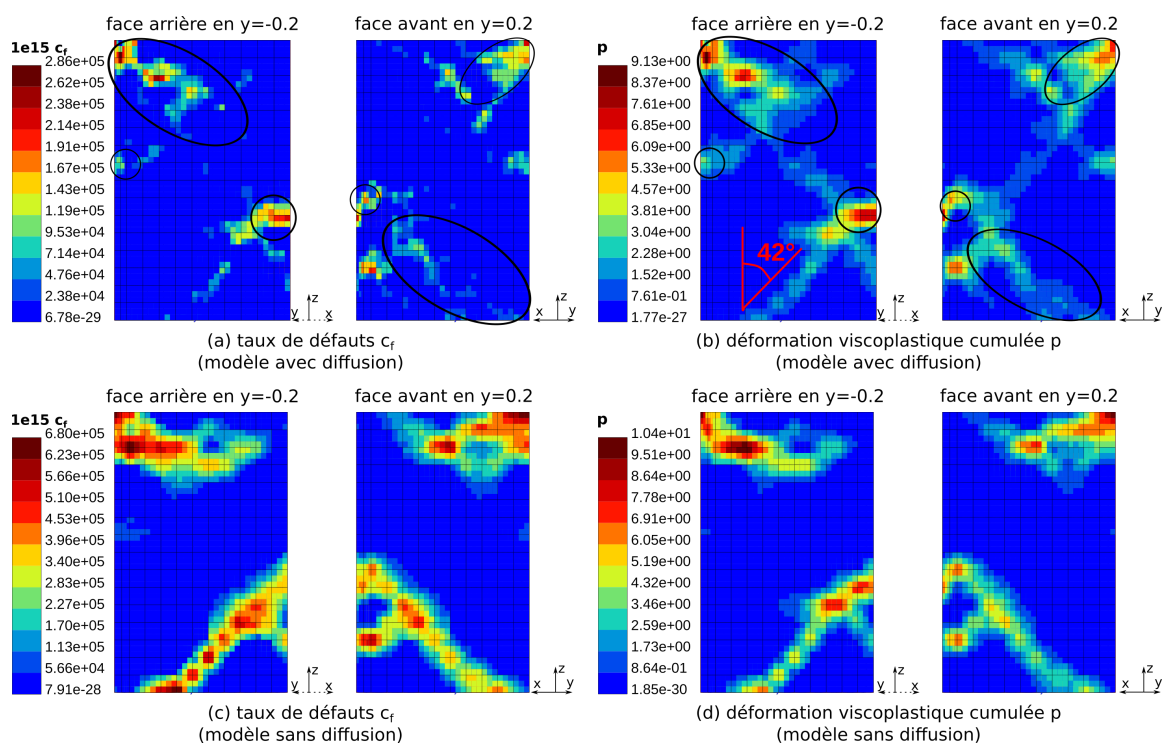 face arrière en y=-0.2
face avant en y=0.2
face arrière en y=-0.2
face avant en y=0.2
1e15 cf
2.86e+05
2.62e+05
2.38e+05
2.14e+05
1.91e+05
1.67e+05
1.43e+05
1.19e+05
9.53e+04
7.14e+04
4.76e+04
2.38e+04
6.78e-29
z
y
x
z
x
y
p
9.13e+00
8.37e+00
7.61e+00
6.85e+00
6.09e+00
5.33e+00
4.57e+00
3.81e+00
3.04e+00
2.28e+00
1.52e+00
7.61e-01
1.77e-27
42°
z
y
x
z
x
y
(a) taux de défauts cf
(modèle avec diffusion)
(b) déformation viscoplastique cumulée p
(modèle avec diffusion)
face arrière en y=-0.2
face avant en y=0.2
face arrière en y=-0.2
face avant en y=0.2
1e15 cf
6.80e+05
6.23e+05
5.66e+05
5.10e+05
4.53e+05
3.96e+05
3.40e+05
2.83e+05
2.27e+05
1.70e+05
1.13e+05
5.66e+04
7.91e-28
z
y
x
z
x
y
p
1.04e+01
9.51e+00
8.64e+00
7.78e+00
6.91e+00
6.05e+00
5.19e+00
4.32e+00
3.46e+00
2.59e+00
1.73e+00
8.64e-01
1.85e-30
z
y
x
z
x
y
(c) taux de défauts cf
(modèle sans diffusion)
(d) déformation viscoplastique cumulée p
(modèle sans diffusion)